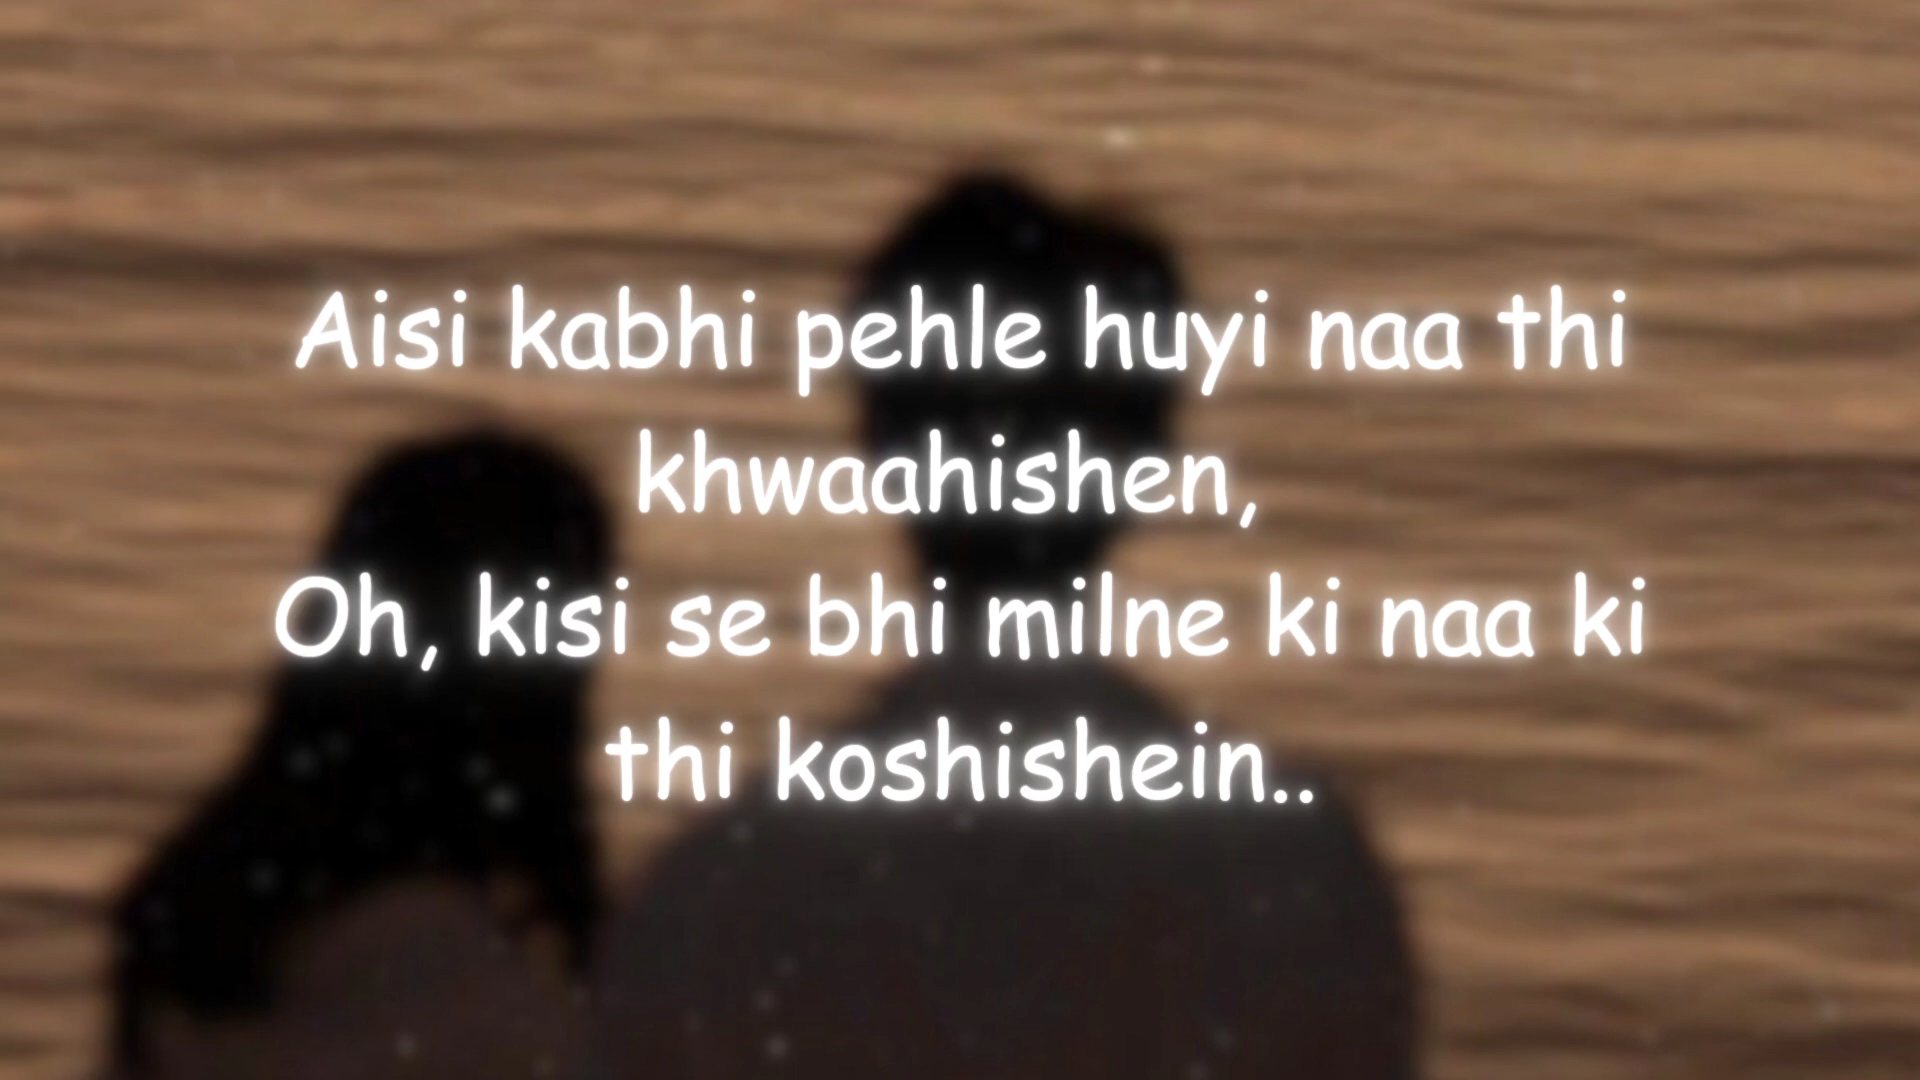 Aisi kabhi pehle huyi naa thi
khwaahishen,
Oh, kisi se bhi milne ki naa ki
thi koshishein..